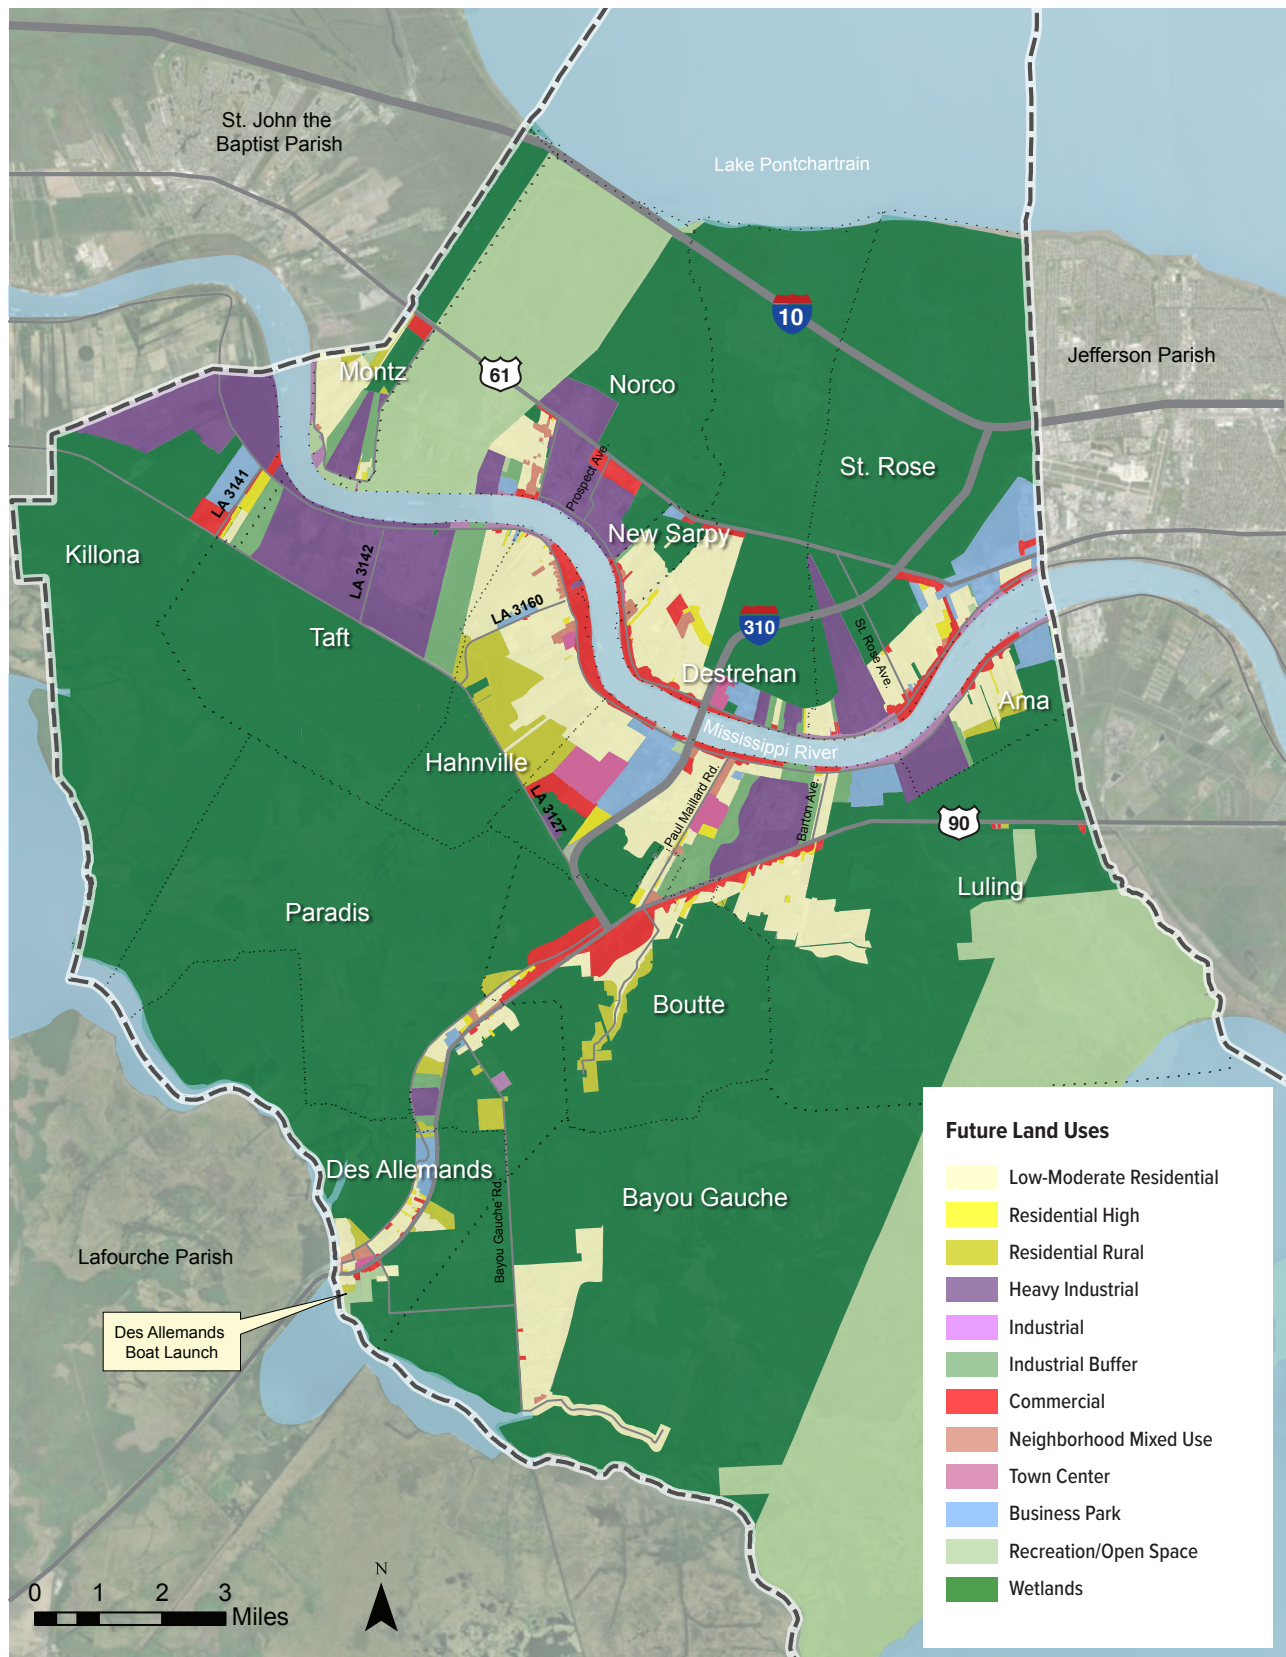 St. John the
Baptist Parish
Lake Pontchartrain
10
Jefferson Parish
Montz
61
Norco
St. Rose
LA 3141
Prospect Ave.
New Sarpy
Killona
LA 3142
LA 3160
Taft
310
St. Rose Ave.
Destrehan
Ama
Mississippi River
Hahnville
LA 3127
Paul Maillard Rd.
Barton Ave.
90
Luling
Paradis
Boutte
Des Allemands
Bayou Gauche Rd.
Bayou Gauche
Lafourche Parish
Des Allemands
Boat Launch
Future Land Uses
Low-Moderate Residential
Residential High
Residential Rural
Heavy Industrial
Industrial
Industrial Buffer
Commercial
Neighborhood Mixed Use
Town Center
Business Park
Recreation/Open Space
Wetlands
N
0 1 2 3
Miles